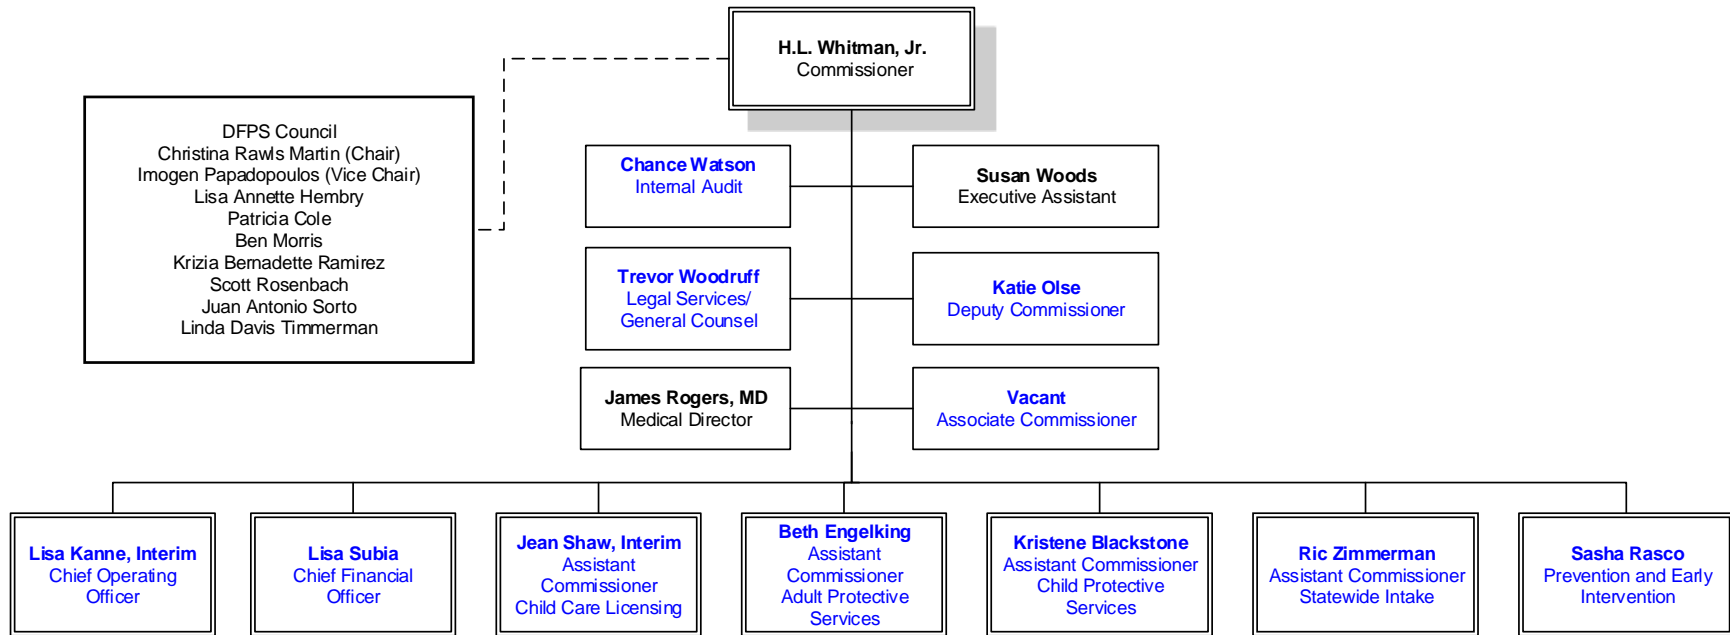 H.L. Whitman, Jr.
Commissioner
DFPS Council
Christina Rawls Martin (Chair)
Imogen Papadopoulos (Vice Chair)
Lisa Annette Hembry
Patricia Cole
Ben Morris
Krizia Bernadette Ramirez
Scott Rosenbach
Juan Antonio Sorto
Linda Davis Timmerman
Chance Watson
Internal Audit
Susan Woods
Executive Assistant
Trevor Woodruff
Legal Services/
General Counsel
Katie Olse
Deputy Commissioner
James Rogers, MD
Medical Director
Vacant
Associate Commissioner
Lisa Kanne, Interim
Chief Operating
Officer
Lisa Subia
Chief Financial
Officer
Jean Shaw, Interim
Assistant
Commissioner
Child Care Licensing
Beth Engelking
Assistant
Commissioner
Adult Protective
Services
Kristene Blackstone
Assistant Commissioner
Child Protective
Services
Ric Zimmerman
Assistant Commissioner
Statewide Intake
Sasha Rasco
Prevention and Early
Intervention